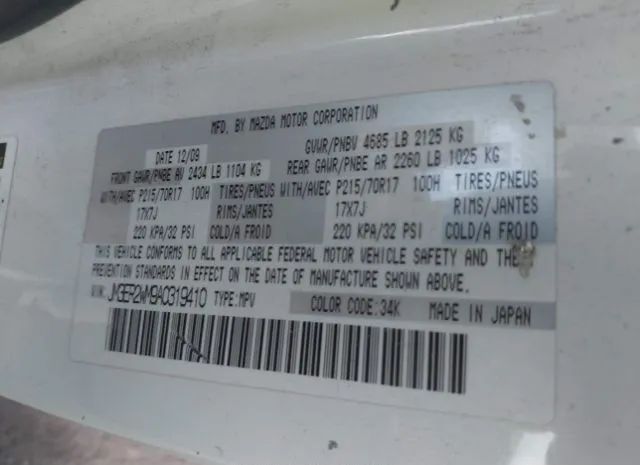 MFD. BY MAZDA MOTOR CORPORATION
DATE 12/09 GVWR/PNBV 4685 LB 2125 KG
FRONT GAWR/PNBE AV 2434 LB 1104 KG REAR GAWR/PNBE AR 2260 LB 1025 KG
WITH/AVEC P215/70R17 100H TIRES/PNEUS WITH/AVEC P215/70R17 100H TIRES/PNEUS
17X7J RIMS/JANTES 17X7J RIMS/JANTES
220 KPA/32 PSI COLD/A FROID 220 KPA/32 PSI COLD/A FROID
THIS VEHICLE CONFORMS TO ALL APPLICABLE FEDERAL MOTOR VEHICLE SAFETY AND THEFT
PREVENTION STANDARDS IN EFFECT ON THE DATE OF MANUFACTURE SHOWN ABOVE.
VIN: JM3ER2WM9A0319410 TYPE:MPV COLOR CODE:34K MADE IN JAPAN